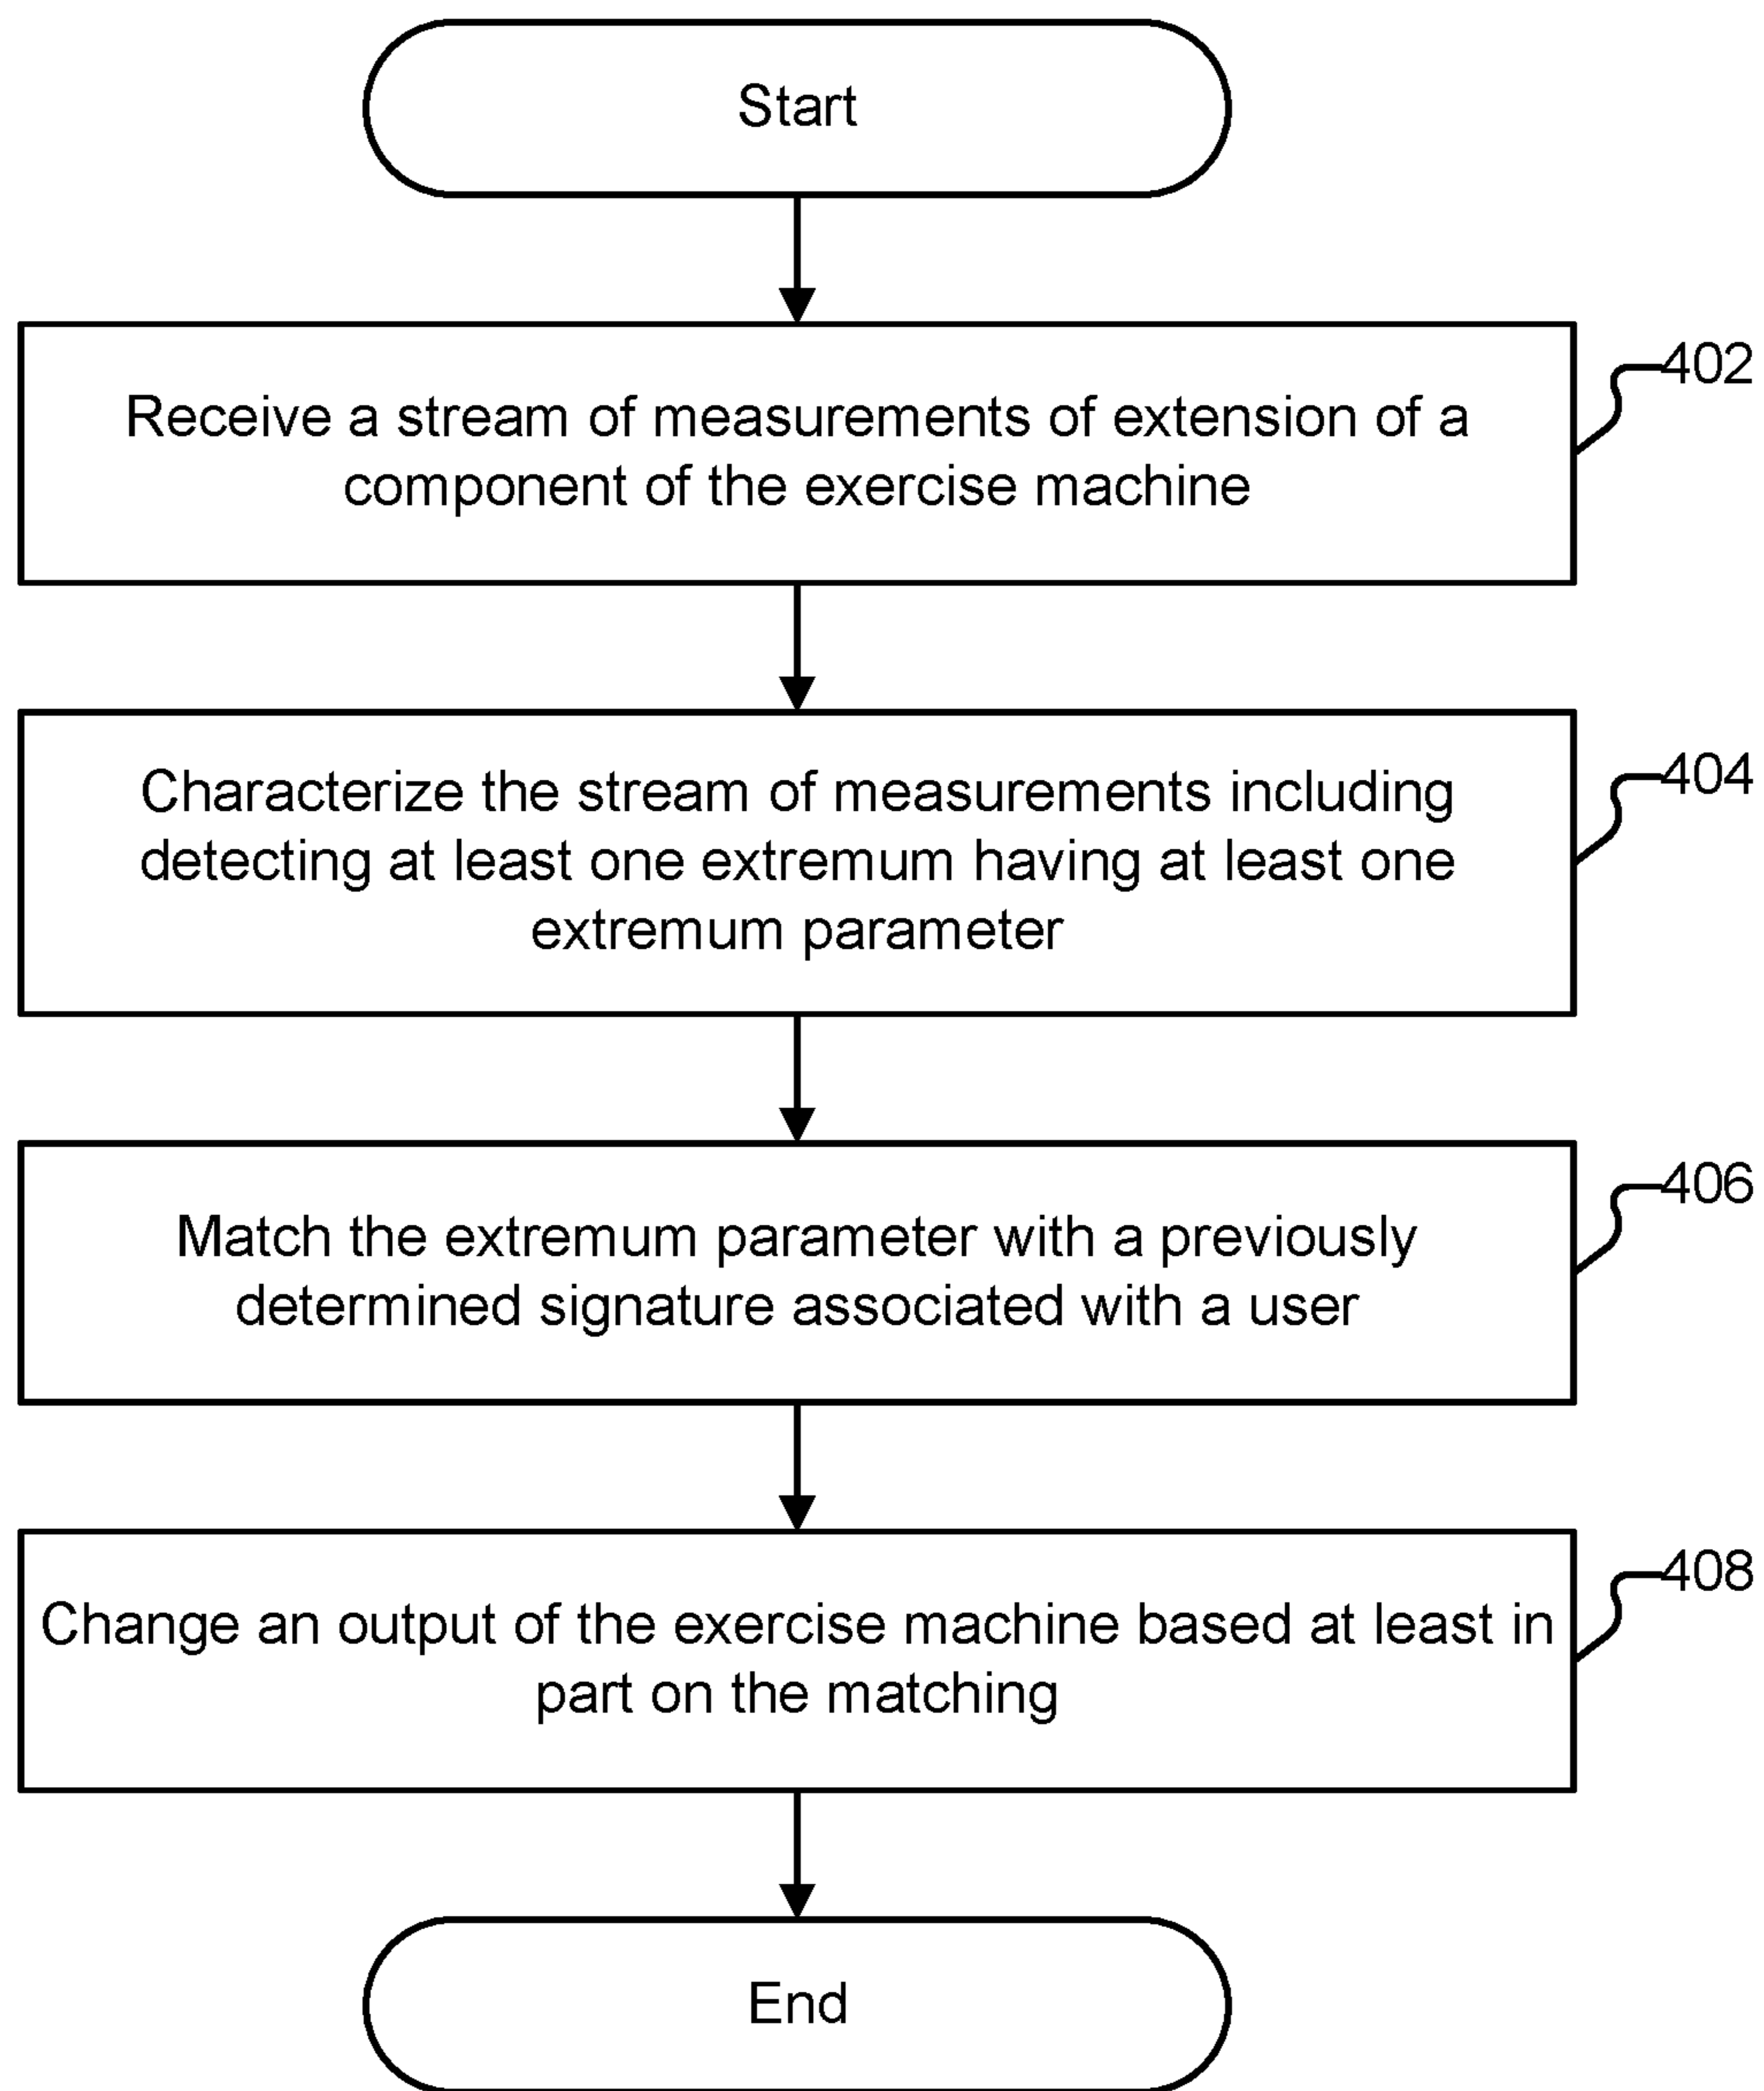 Start
402
Receive a stream of measurements of extension of a
component of the exercise machine
404
Characterize the stream of measurements including
detecting at least one extremum having at least one
extremum parameter
406
Match the extremum parameter with a previously
determined signature associated with a user
408
Change an output of the exercise machine based at least in
part on the matching
End